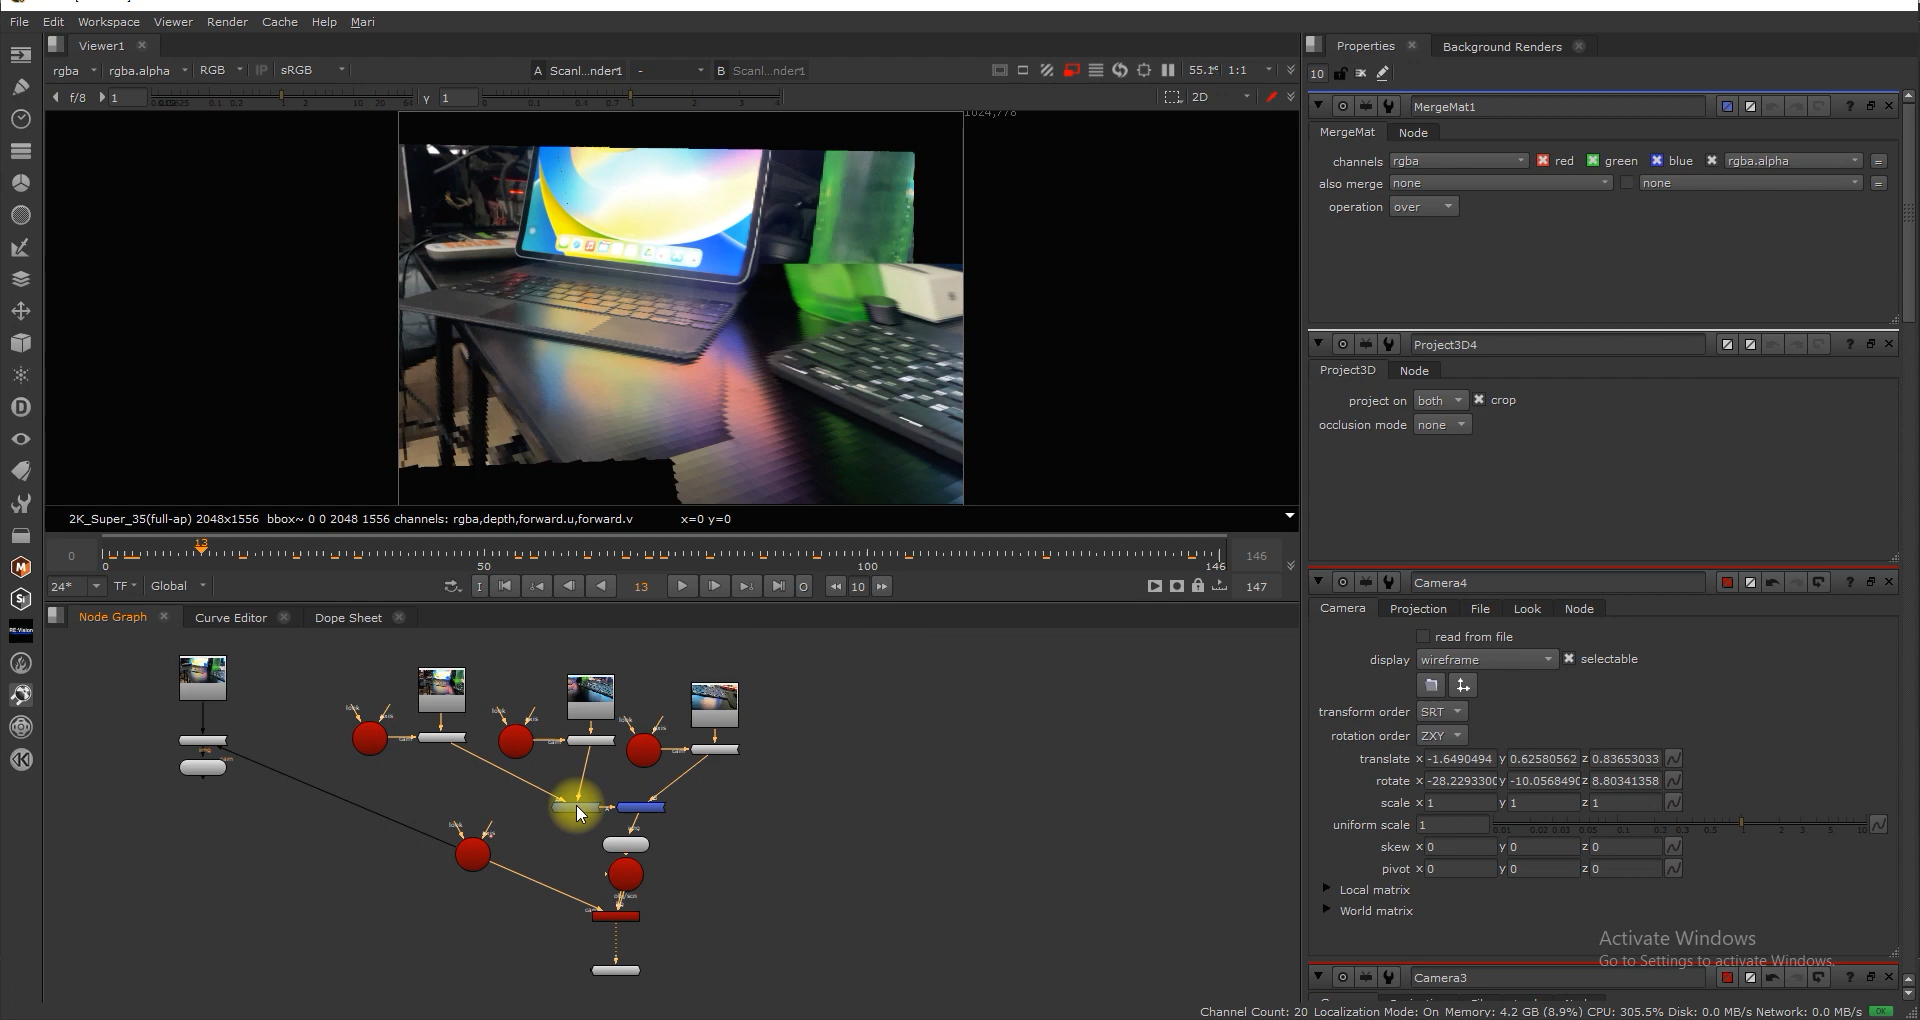 File Edit Workspace Viewer Render Cache Help Mari
Viewer1
Properties
Background Renders
rgba rgba.alpha RGB IP sRGB A Scanl...nder1 - B Scanl...nder1 1:1
10
f/8 1 Y 1 2D
MergeMat1
MergeMat Node
channels rgba red green blue rgba.alpha =
also merge none none =
operation over
Project3D4
Project3D Node
project on both crop
occlusion mode none
2K_Super_35(full-ap) 2048x1556 bbox~ 0 0 2048 1556 channels: rgba,depth,forward.u,forward.v x=0 y=0
13
0 146
0 50 100 146
24* TF Global I 13 O 10 147
Node Graph Curve Editor Dope Sheet
Camera4
Camera Projection File Look Node
read from file
display wireframe selectable
transform order SRT
rotation order ZXY
translate x -1.6490494 y 0.62580562 z 0.83653033
rotate x -28.2293300 y -10.0568490 z 8.80341358
scale x 1 y 1 z 1
uniform scale 1
skew x 0 y 0 z 0
pivot x 0 y 0 z 0
Local matrix
World matrix
Activate Windows
Go to Settings to activate Windows.
Camera3
Channel Count: 20 Localization Mode: On Memory: 4.2 GB (8.9%) CPU: 305.5% Disk: 0.0 MB/s Network: 0.0 MB/s OK